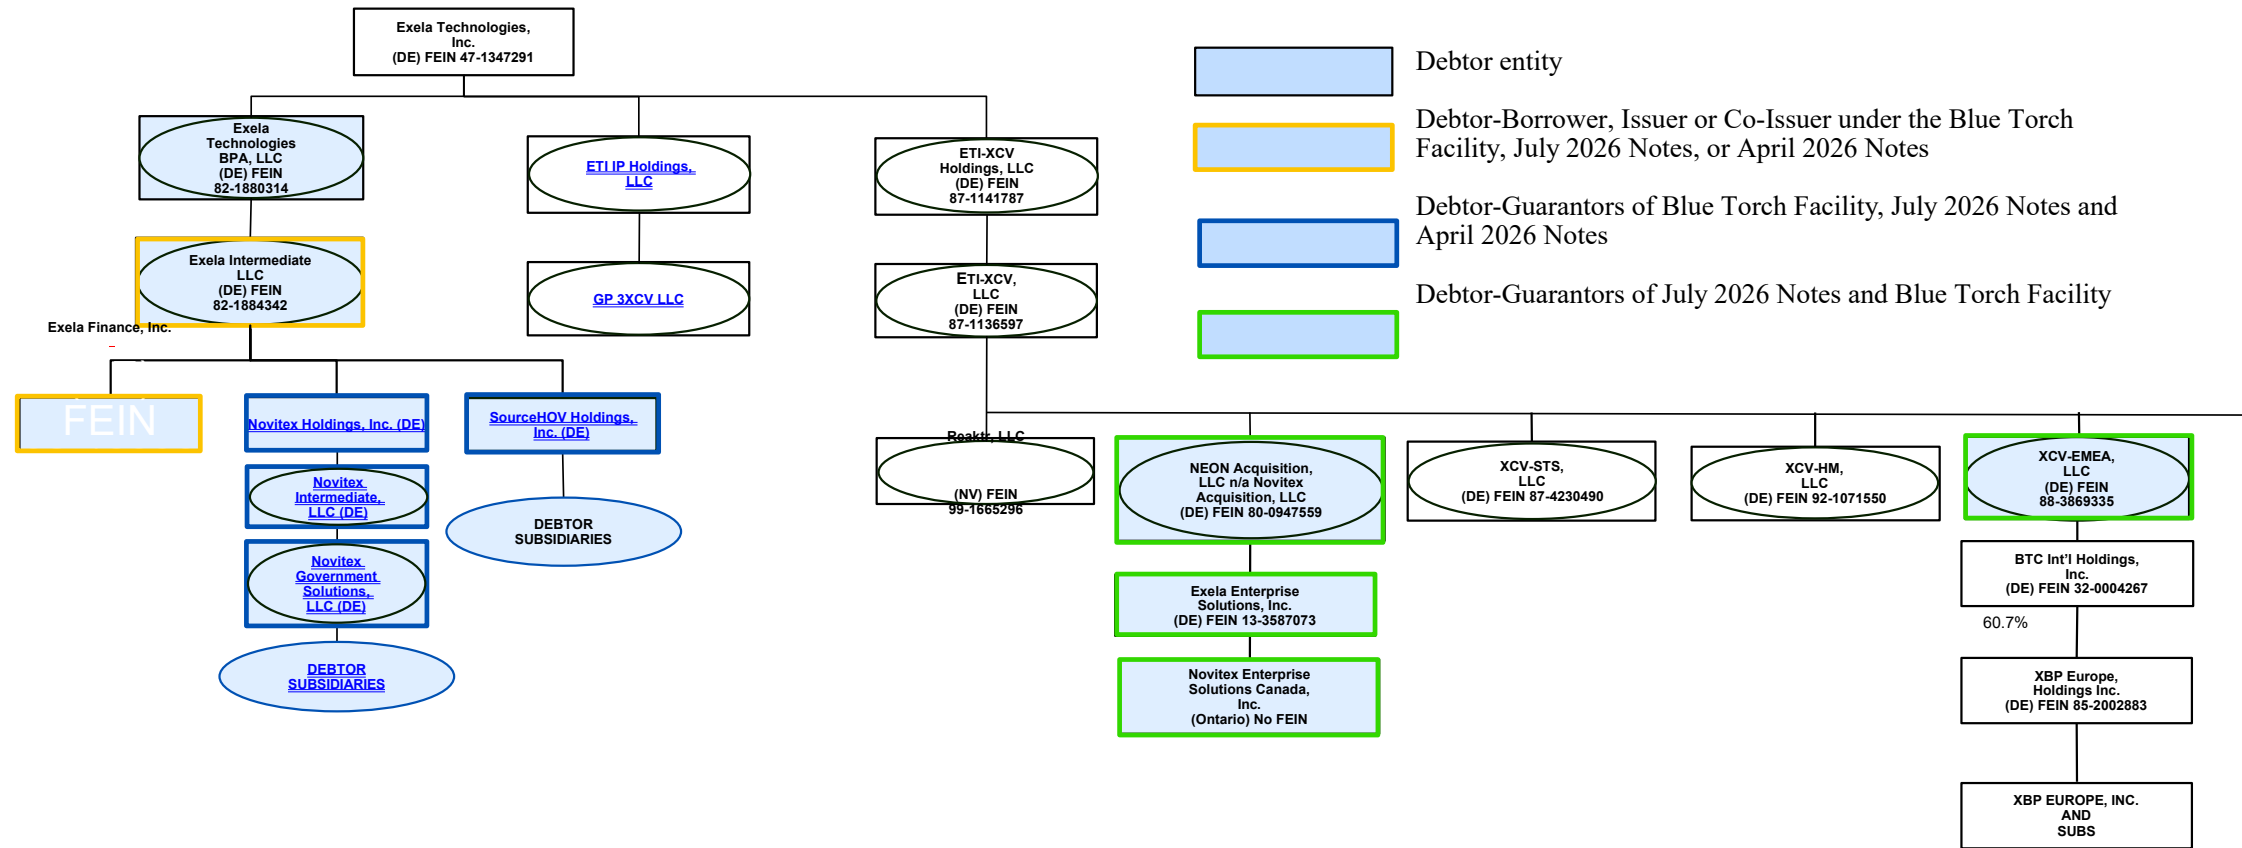 Exela Technologies,
Inc.
(DE) FEIN 47-1347291
Debtor entity
Debtor-Borrower, Issuer or Co-Issuer under the Blue Torch
Facility, July 2026 Notes, or April 2026 Notes
Debtor-Guarantors of Blue Torch Facility, July 2026 Notes and
April 2026 Notes
Debtor-Guarantors of July 2026 Notes and Blue Torch Facility
Exela
Technologies
BPA, LLC
(DE) FEIN
82-1880314
ETI IP Holdings,
LLC
ETI-XCV
Holdings, LLC
(DE) FEIN
87-1141787
Exela Intermediate
LLC
(DE) FEIN
82-1884342
GP 3XCV LLC
ETI-XCV,
LLC
(DE) FEIN
87-1136597
Exela Finance, Inc.
FEIN
Novitex Holdings, Inc. (DE)
SourceHOV Holdings,
Inc. (DE)
Novitex
Intermediate,
LLC (DE)
DEBTOR
SUBSIDIARIES
Novitex
Government
Solutions,
LLC (DE)
DEBTOR
SUBSIDIARIES
Reaktr, LLC
(NV) FEIN
99-1665296
NEON Acquisition,
LLC n/a Novitex
Acquisition, LLC
(DE) FEIN 80-0947559
XCV-STS,
LLC
(DE) FEIN 87-4230490
XCV-HM,
LLC
(DE) FEIN 92-1071550
XCV-EMEA,
LLC
(DE) FEIN
88-3869335
Exela Enterprise
Solutions, Inc.
(DE) FEIN 13-3587073
BTC Int'l Holdings,
Inc.
(DE) FEIN 32-0004267
60.7%
Novitex Enterprise
Solutions Canada,
Inc.
(Ontario) No FEIN
XBP Europe,
Holdings Inc.
(DE) FEIN 85-2002883
XBP EUROPE, INC.
AND
SUBS